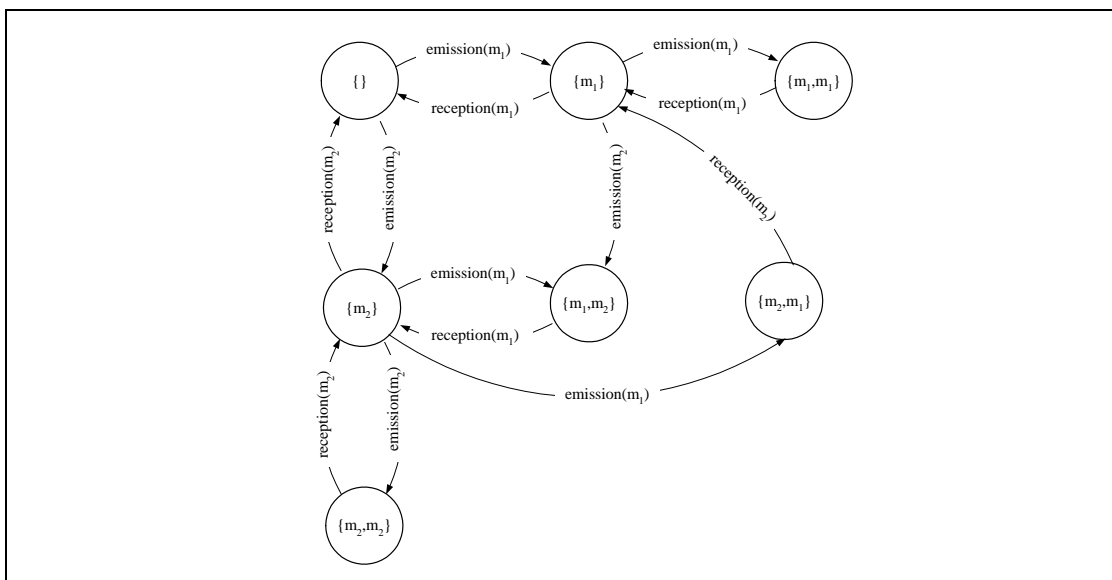 emission(m₁)
emission(m₁)
{}
{m₁}
{m₁,m₁}
reception(m₁)
reception(m₁)
reception(m₂)
emission(m₂)
emission(m₂)
reception(m₂)
emission(m₁)
{m₂}
{m₁,m₂}
{m₂,m₁}
reception(m₁)
reception(m₂)
emission(m₂)
emission(m₁)
{m₂,m₂}